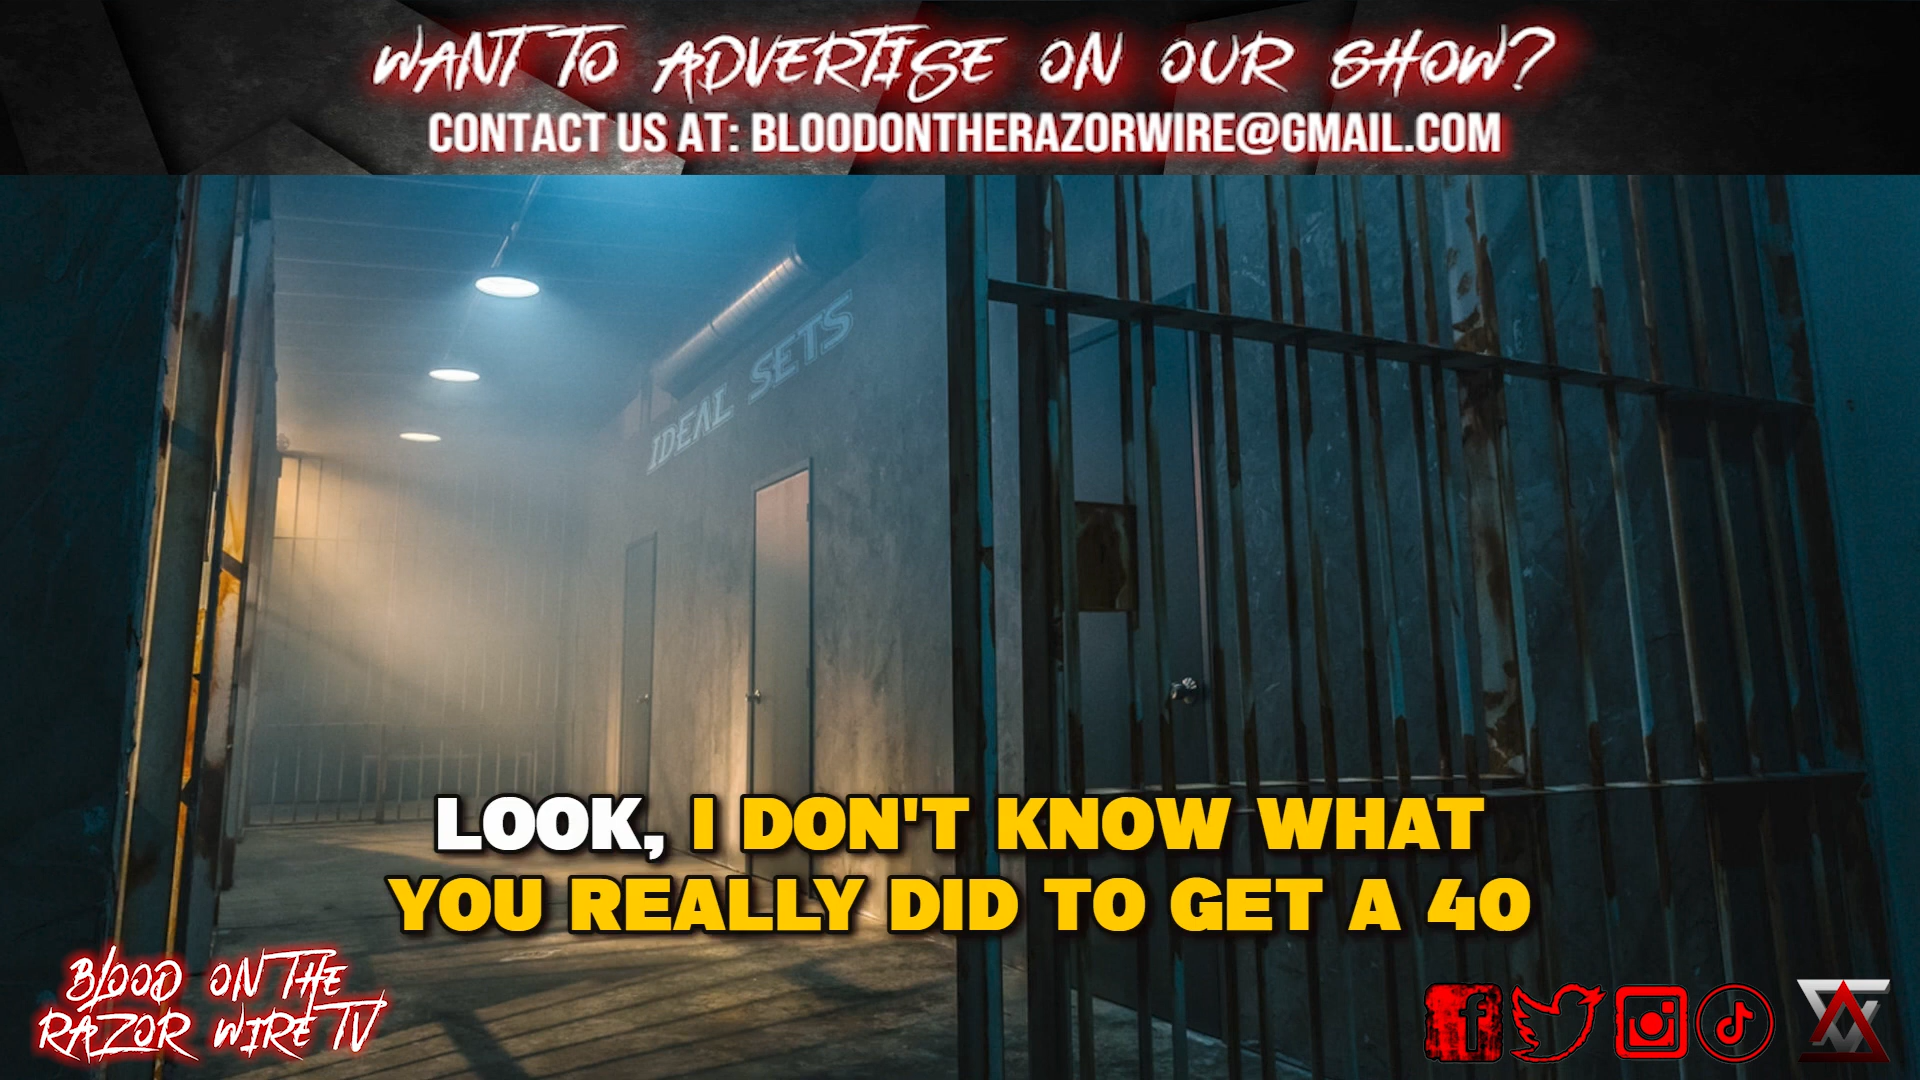 WANT TO ADVERTISE ON OUR SHOW?
CONTACT US AT: BLOODONTHERAZORWIRE@GMAIL.COM
IDEAL SETS
LOOK, I DON'T KNOW WHAT
YOU REALLY DID TO GET A 40
BLOOD ON THE
RAZOR WIRE TV